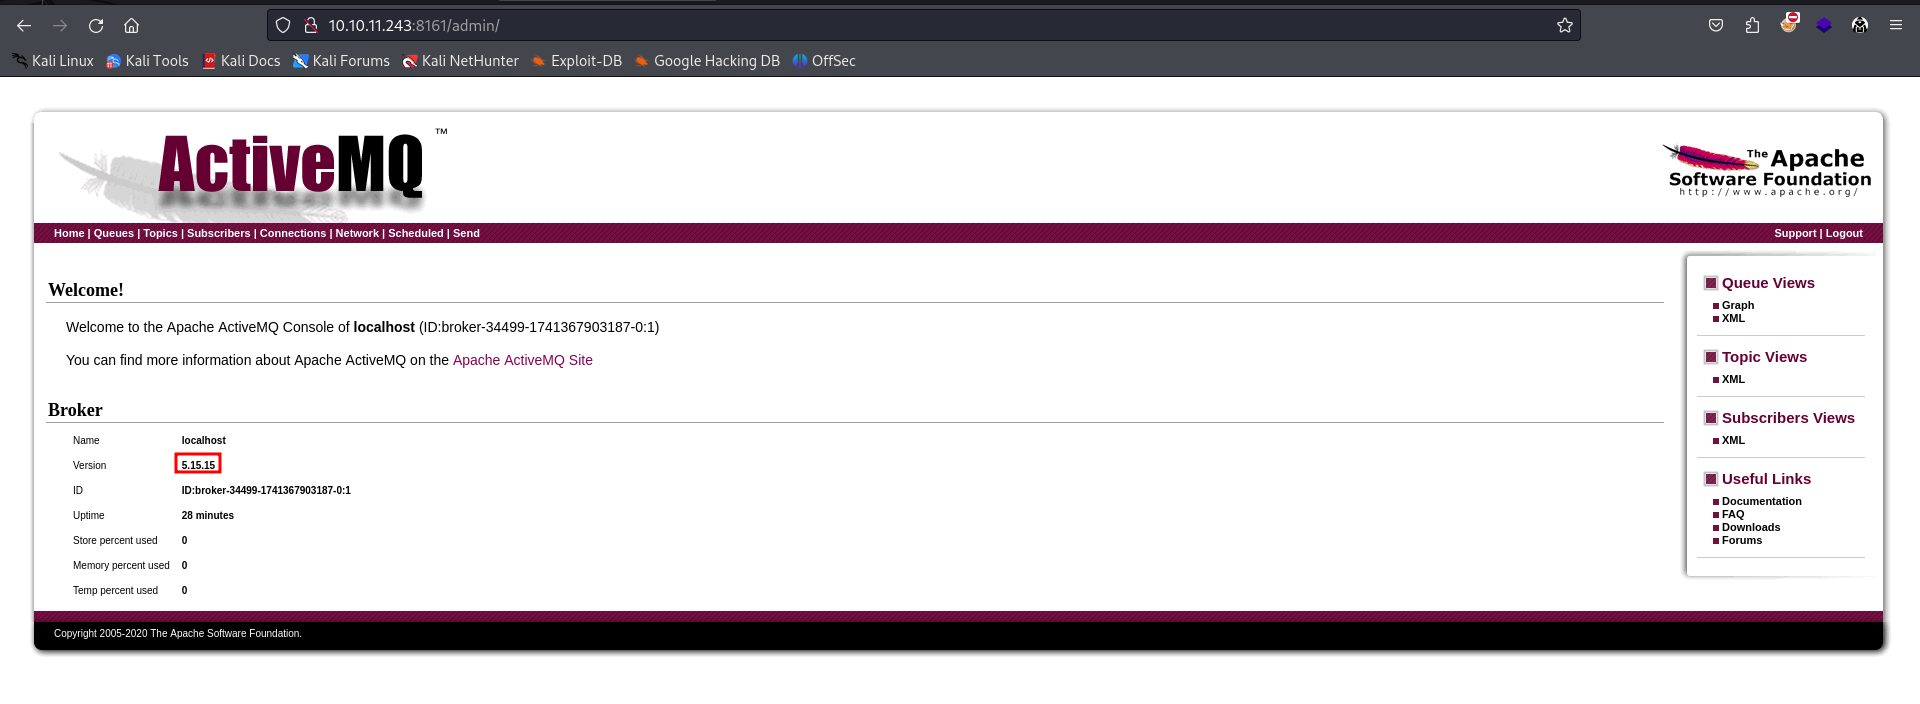 10.10.11.243:8161/admin/
Kali Linux Kali Tools Kali Docs Kali Forums Kali NetHunter Exploit-DB Google Hacking DB OffSec
ActiveMQ ™
The Apache
Software Foundation
http://www.apache.org/
Home | Queues | Topics | Subscribers | Connections | Network | Scheduled | Send
Support | Logout
Welcome!
Welcome to the Apache ActiveMQ Console of localhost (ID:broker-34499-1741367903187-0:1)
You can find more information about Apache ActiveMQ on the Apache ActiveMQ Site
Broker
Name localhost
Version 5.15.15
ID ID:broker-34499-1741367903187-0:1
Uptime 28 minutes
Store percent used 0
Memory percent used 0
Temp percent used 0
Queue Views
Graph
XML
Topic Views
XML
Subscribers Views
XML
Useful Links
Documentation
FAQ
Downloads
Forums
Copyright 2005-2020 The Apache Software Foundation.